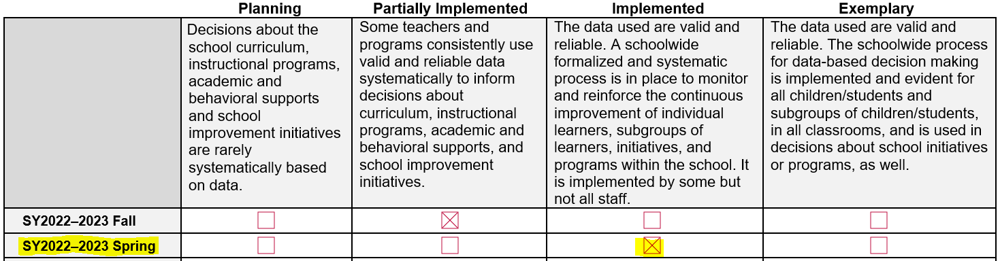 Planning
Partially Implemented
Implemented
Exemplary
Decisions about the
school curriculum,
instructional programs,
academic and
behavioral supports
and school
improvement initiatives
are rarely
systematically based
on data.
Some teachers and
programs consistently use
valid and reliable data
systematically to inform
decisions about
curriculum, instructional
programs, academic and
behavioral supports, and
school improvement
initiatives.
The data used are valid and
reliable. A schoolwide
formalized and systematic
process is in place to monitor
and reinforce the continuous
improvement of individual
learners, subgroups of
learners, initiatives, and
programs within the school. It
is implemented by some but
not all staff.
The data used are valid and
reliable. The schoolwide process
for data-based decision making
is implemented and evident for
all children/students and
subgroups of children/students,
in all classrooms, and is used in
decisions about school initiatives
or programs, as well.
SY2022–2023 Fall
SY2022–2023 Spring